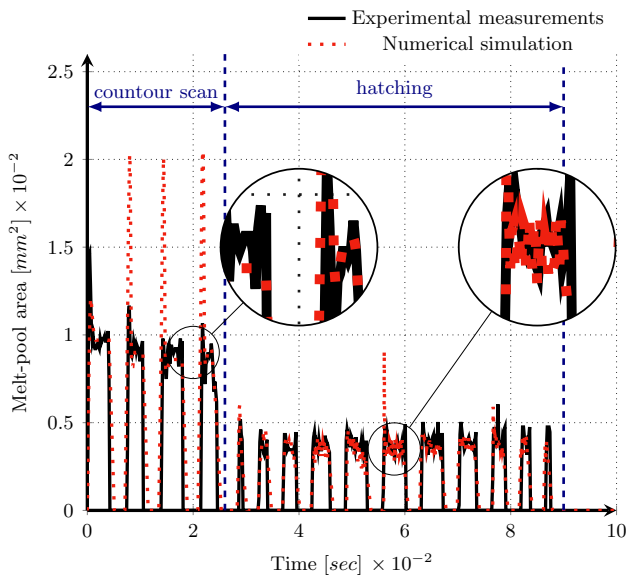 Experimental measurements
Numerical simulation
2.5
countour scan
hatching
2
1.5
1
0.5
0
Melt-pool area [mm²] × 10⁻²
0 2 4 6 8 10
Time [sec] × 10⁻²